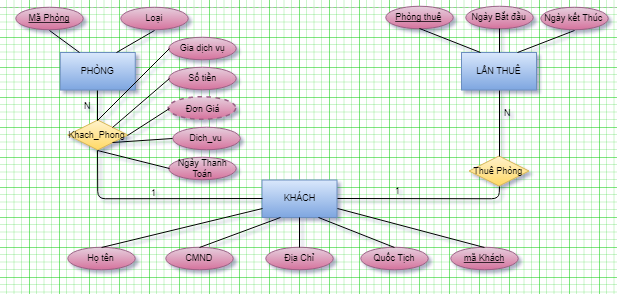 Mã Phòng
Loại
Phòng thuê
Ngày Bắt đầu
Ngày kết Thúc
Gia dịch vụ
PHÒNG
Số tiền
LẦN THUÊ
N
Đơn Giá
N
Khach_Phong
Dich_vu
Ngày Thanh
Toán
Thuê Phòng
1
KHÁCH
1
Họ tên
CMND
Địa Chỉ
Quốc Tịch
mã Khách